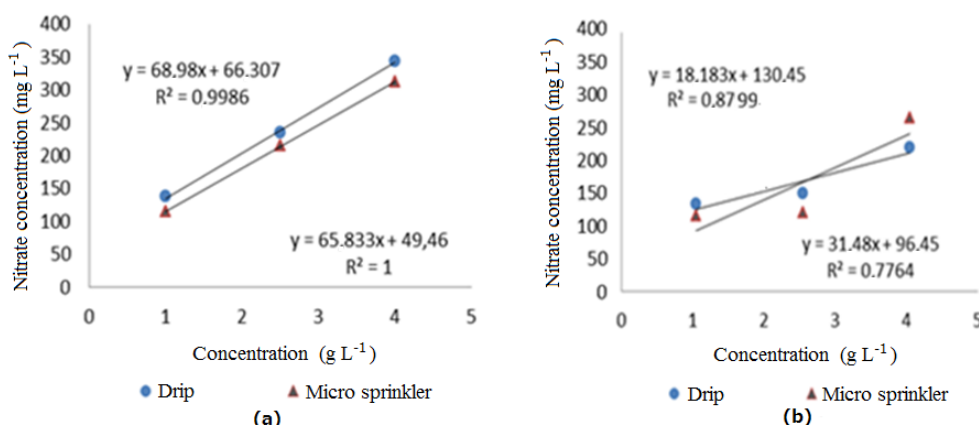 400
350
300
250
200
150
100
50
0
Nitrate concentration (mg L⁻¹)
y = 68.98x + 66.307
R² = 0.9986
y = 65.833x + 49,46
R² = 1
0 1 2 3 4 5
Concentration (g L⁻¹)
Drip Micro sprinkler
(a)
400
350
300
250
200
150
100
50
0
Nitrate concentration (mg L⁻¹)
y = 18.183x + 130.45
R² = 0.8799.
y = 31.48x + 96.45
R² = 0.7764
0 1 2 3 4 5
Concentration (g L⁻¹)
Drip Micro sprinkler
(b)